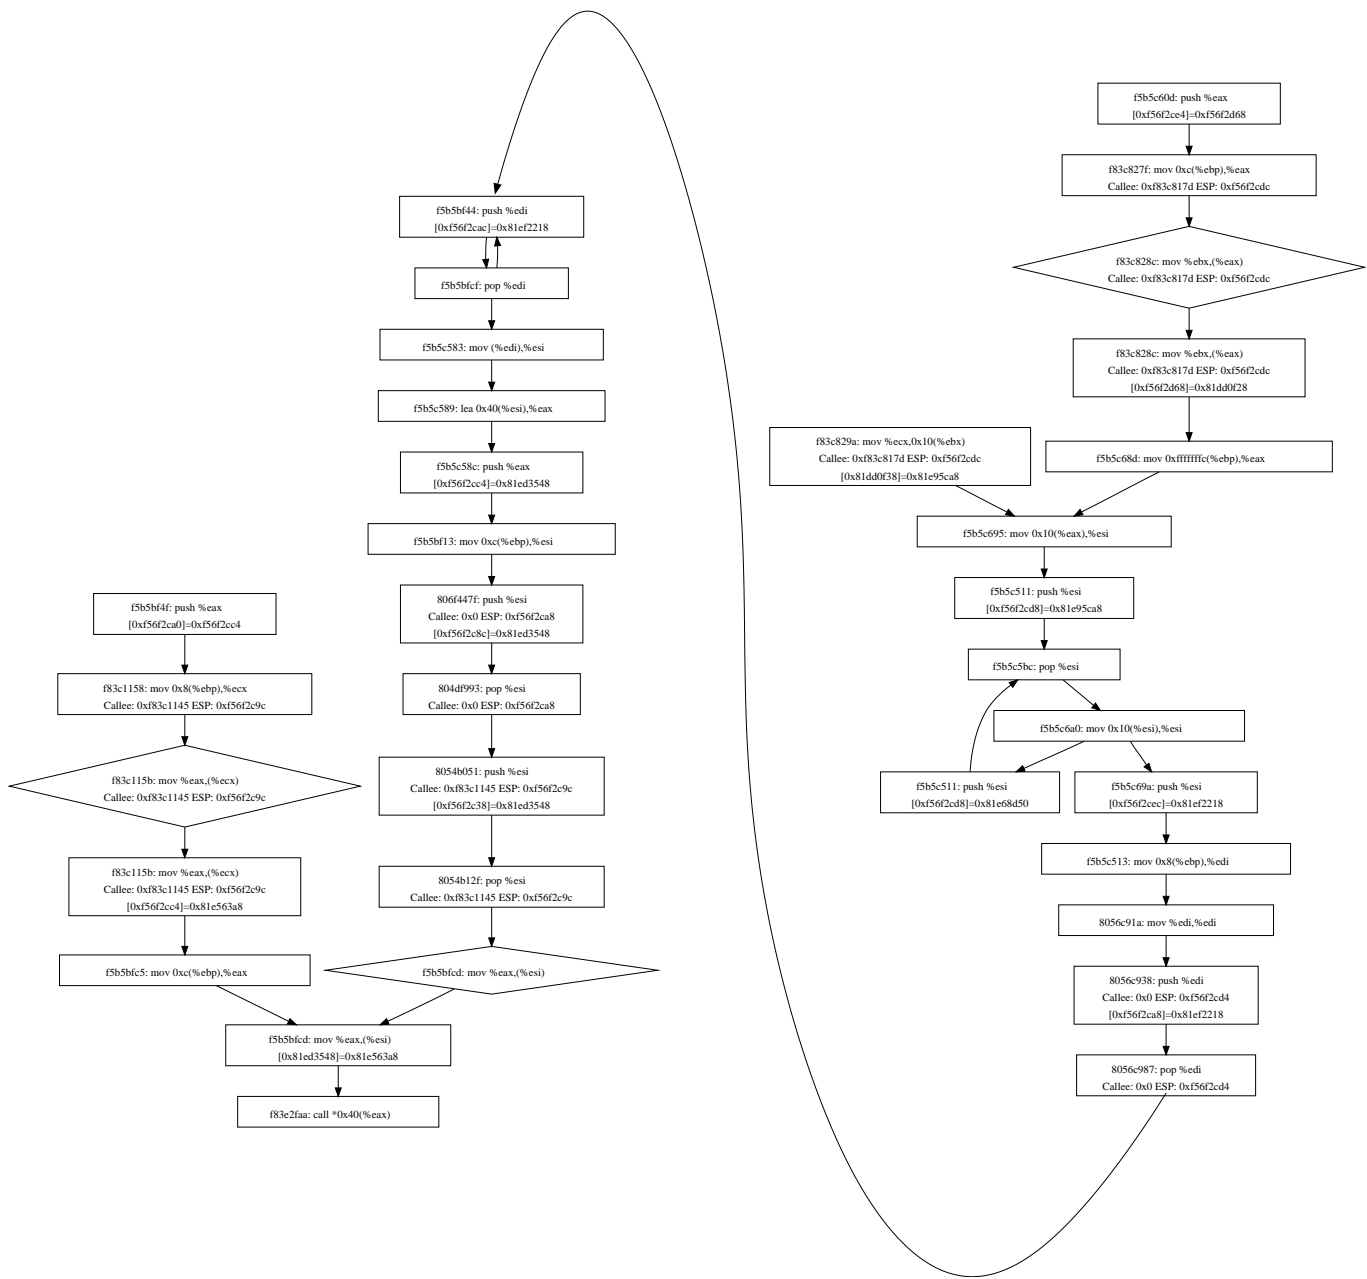 f5b5bf4f: push %eax
[0xf56f2ca0]=0xf56f2cc4
f83c1158: mov 0x8(%ebp),%ecx
Callee: 0xf83c1145 ESP: 0xf56f2c9c
f83c115b: mov %eax,(%ecx)
Callee: 0xf83c1145 ESP: 0xf56f2c9c
f83c115b: mov %eax,(%ecx)
Callee: 0xf83c1145 ESP: 0xf56f2c9c
[0xf56f2cc4]=0x81e563a8
f5b5bfc5: mov 0xc(%ebp),%eax
f5b5bf44: push %edi
[0xf56f2cac]=0x81ef2218
f5b5bfcf: pop %edi
f5b5c583: mov (%edi),%esi
f5b5c589: lea 0x40(%esi),%eax
f5b5c58c: push %eax
[0xf56f2cc4]=0x81ed3548
f5b5bf13: mov 0xc(%ebp),%esi
806f447f: push %esi
Callee: 0x0 ESP: 0xf56f2ca8
[0xf56f2c8c]=0x81ed3548
804df993: pop %esi
Callee: 0x0 ESP: 0xf56f2ca8
8054b051: push %esi
Callee: 0xf83c1145 ESP: 0xf56f2c9c
[0xf56f2c38]=0x81ed3548
8054b12f: pop %esi
Callee: 0xf83c1145 ESP: 0xf56f2c9c
f5b5bfcd: mov %eax,(%esi)
f5b5bfcd: mov %eax,(%esi)
[0x81ed3548]=0x81e563a8
f83e2faa: call *0x40(%eax)
f5b5c60d: push %eax
[0xf56f2ce4]=0xf56f2d68
f83c827f: mov 0xc(%ebp),%eax
Callee: 0xf83c817d ESP: 0xf56f2cdc
f83c828c: mov %ebx,(%eax)
Callee: 0xf83c817d ESP: 0xf56f2cdc
f83c828c: mov %ebx,(%eax)
Callee: 0xf83c817d ESP: 0xf56f2cdc
[0xf56f2d68]=0x81dd0f28
f83c829a: mov %ecx,0x10(%ebx)
Callee: 0xf83c817d ESP: 0xf56f2cdc
[0x81dd0f38]=0x81e95ca8
f5b5c68d: mov 0xfffffffc(%ebp),%eax
f5b5c695: mov 0x10(%eax),%esi
f5b5c511: push %esi
[0xf56f2cd8]=0x81e95ca8
f5b5c5bc: pop %esi
f5b5c6a0: mov 0x10(%esi),%esi
f5b5c511: push %esi
[0xf56f2cd8]=0x81e68d50
f5b5c69a: push %esi
[0xf56f2cec]=0x81ef2218
f5b5c513: mov 0x8(%ebp),%edi
8056c91a: mov %edi,%edi
8056c938: push %edi
Callee: 0x0 ESP: 0xf56f2cd4
[0xf56f2ca8]=0x81ef2218
8056c987: pop %edi
Callee: 0x0 ESP: 0xf56f2cd4